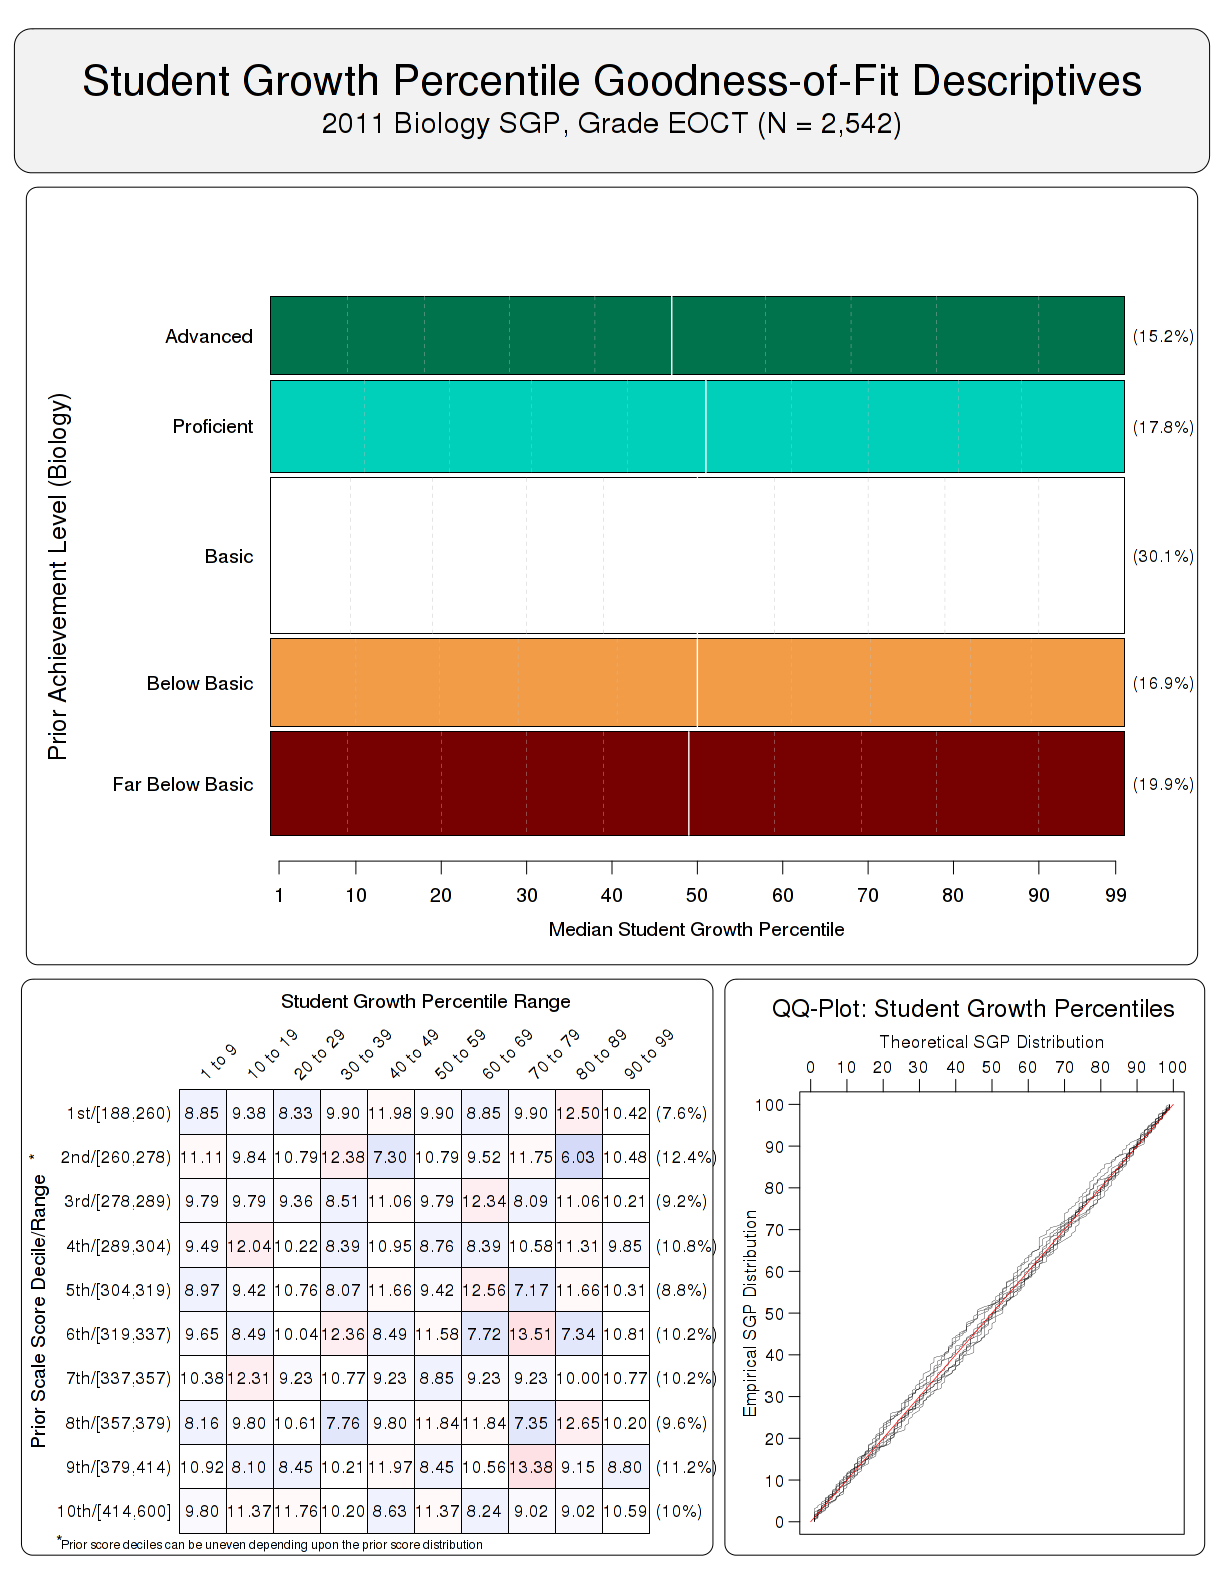 Student Growth Percentile Goodness-of-Fit Descriptives
2011 Biology SGP, Grade EOCT (N = 2,542)
Prior Achievement Level (Biology)
Advanced (15.2%)
Proficient (17.8%)
Basic (30.1%)
Below Basic (16.9%)
Far Below Basic (19.9%)
1 10 20 30 40 50 60 70 80 90 99
Median Student Growth Percentile
Student Growth Percentile Range
1 to 9 10 to 19 20 to 29 30 to 39 40 to 49 50 to 59 60 to 69 70 to 79 80 to 89 90 to 99
Prior Scale Score Decile/Range *
1st/[188,260) 8.85 9.38 8.33 9.90 11.98 9.90 8.85 9.90 12.50 10.42 (7.6%)
2nd/[260,278) 11.11 9.84 10.79 12.38 7.30 10.79 9.52 11.75 6.03 10.48 (12.4%)
3rd/[278,289) 9.79 9.79 9.36 8.51 11.06 9.79 12.34 8.09 11.06 10.21 (9.2%)
4th/[289,304) 9.49 12.04 10.22 8.39 10.95 8.76 8.39 10.58 11.31 9.85 (10.8%)
5th/[304,319) 8.97 9.42 10.76 8.07 11.66 9.42 12.56 7.17 11.66 10.31 (8.8%)
6th/[319,337) 9.65 8.49 10.04 12.36 8.49 11.58 7.72 13.51 7.34 10.81 (10.2%)
7th/[337,357) 10.38 12.31 9.23 10.77 9.23 8.85 9.23 9.23 10.00 10.77 (10.2%)
8th/[357,379) 8.16 9.80 10.61 7.76 9.80 11.84 11.84 7.35 12.65 10.20 (9.6%)
9th/[379,414) 10.92 8.10 8.45 10.21 11.97 8.45 10.56 13.38 9.15 8.80 (11.2%)
10th/[414,600] 9.80 11.37 11.76 10.20 8.63 11.37 8.24 9.02 9.02 10.59 (10%)
*Prior score deciles can be uneven depending upon the prior score distribution
QQ-Plot: Student Growth Percentiles
Theoretical SGP Distribution
0 10 20 30 40 50 60 70 80 90 100
Empirical SGP Distribution
100
90
80
70
60
50
40
30
20
10
0